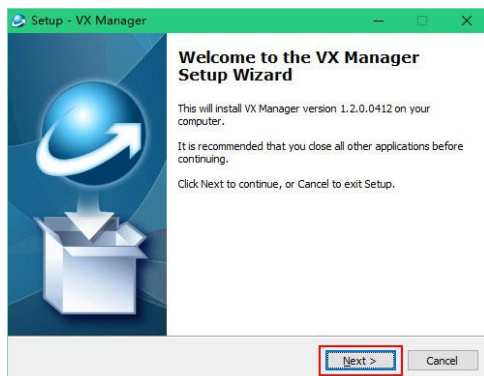 Setup - VX Manager
Welcome to the VX Manager
Setup Wizard
This will install VX Manager version 1.2.0.0412 on your
computer.
It is recommended that you close all other applications before
continuing.
Click Next to continue, or Cancel to exit Setup.
Next >
Cancel